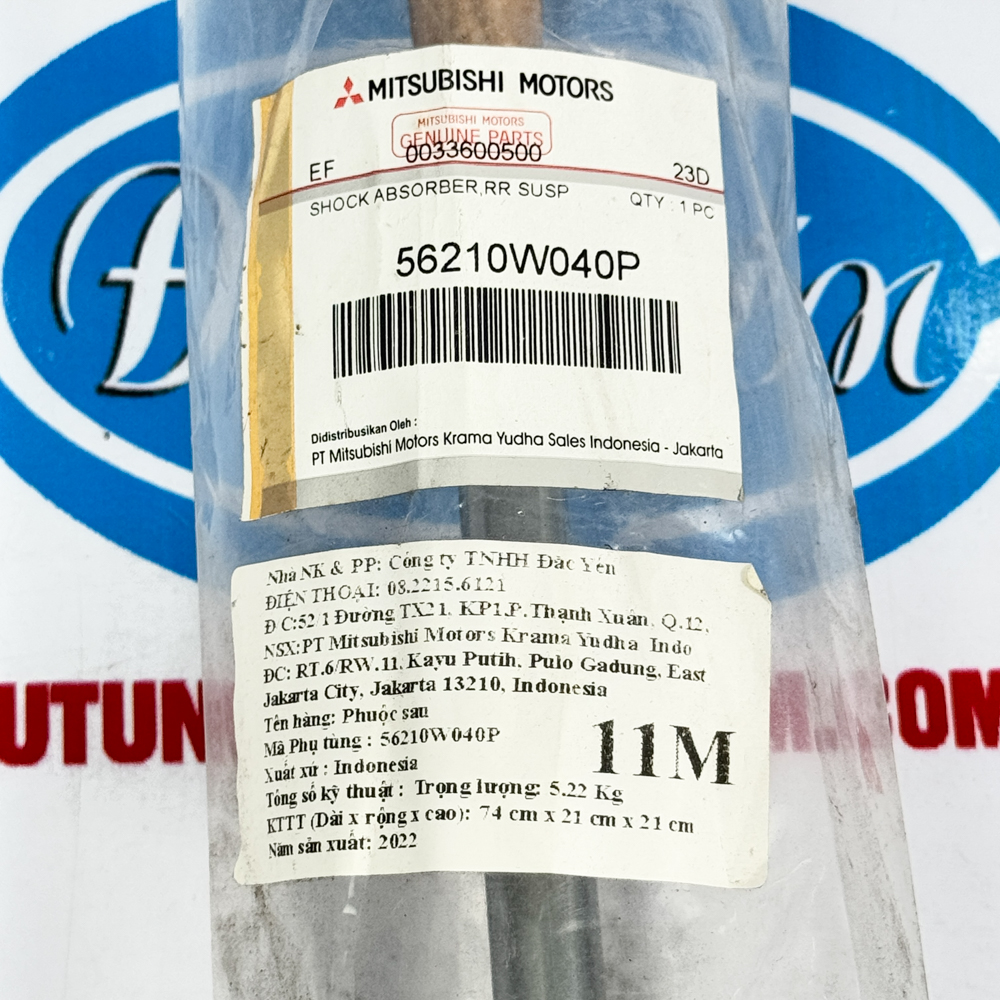 MITSUBISHI MOTORS
MITSUBISHI MOTORS
GENUINE PARTS
EF 0033600500 23D
SHOCK ABSORBER,RR SUSP QTY : 1 PC
56210W040P
Didistribusikan Oleh :
PT Mitsubishi Motors Krama Yudha Sales Indonesia - Jakarta
Nhà NK & PP: Công ty TNHH Đắc Yến
ĐIỆN THOẠI: 08.2215.6121
Đ C:52/1 Đường TX21, KP1,P.Thạnh Xuân, Q.12,
NSX:PT Mitsubishi Motors Krama Yudha Indo
ĐC: RT.6/RW.11, Kayu Putih, Pulo Gadung, East
Jakarta City, Jakarta 13210, Indonesia
Tên hàng: Phuộc sau
Mã Phụ tùng : 56210W040P
11M
Xuất xứ : Indonesia
Tổng số kỹ thuật : Trọng lượng: 5.22 Kg
KTTT (Dài x rộng x cao): 74 cm x 21 cm x 21 cm
Năm sản xuất: 2022